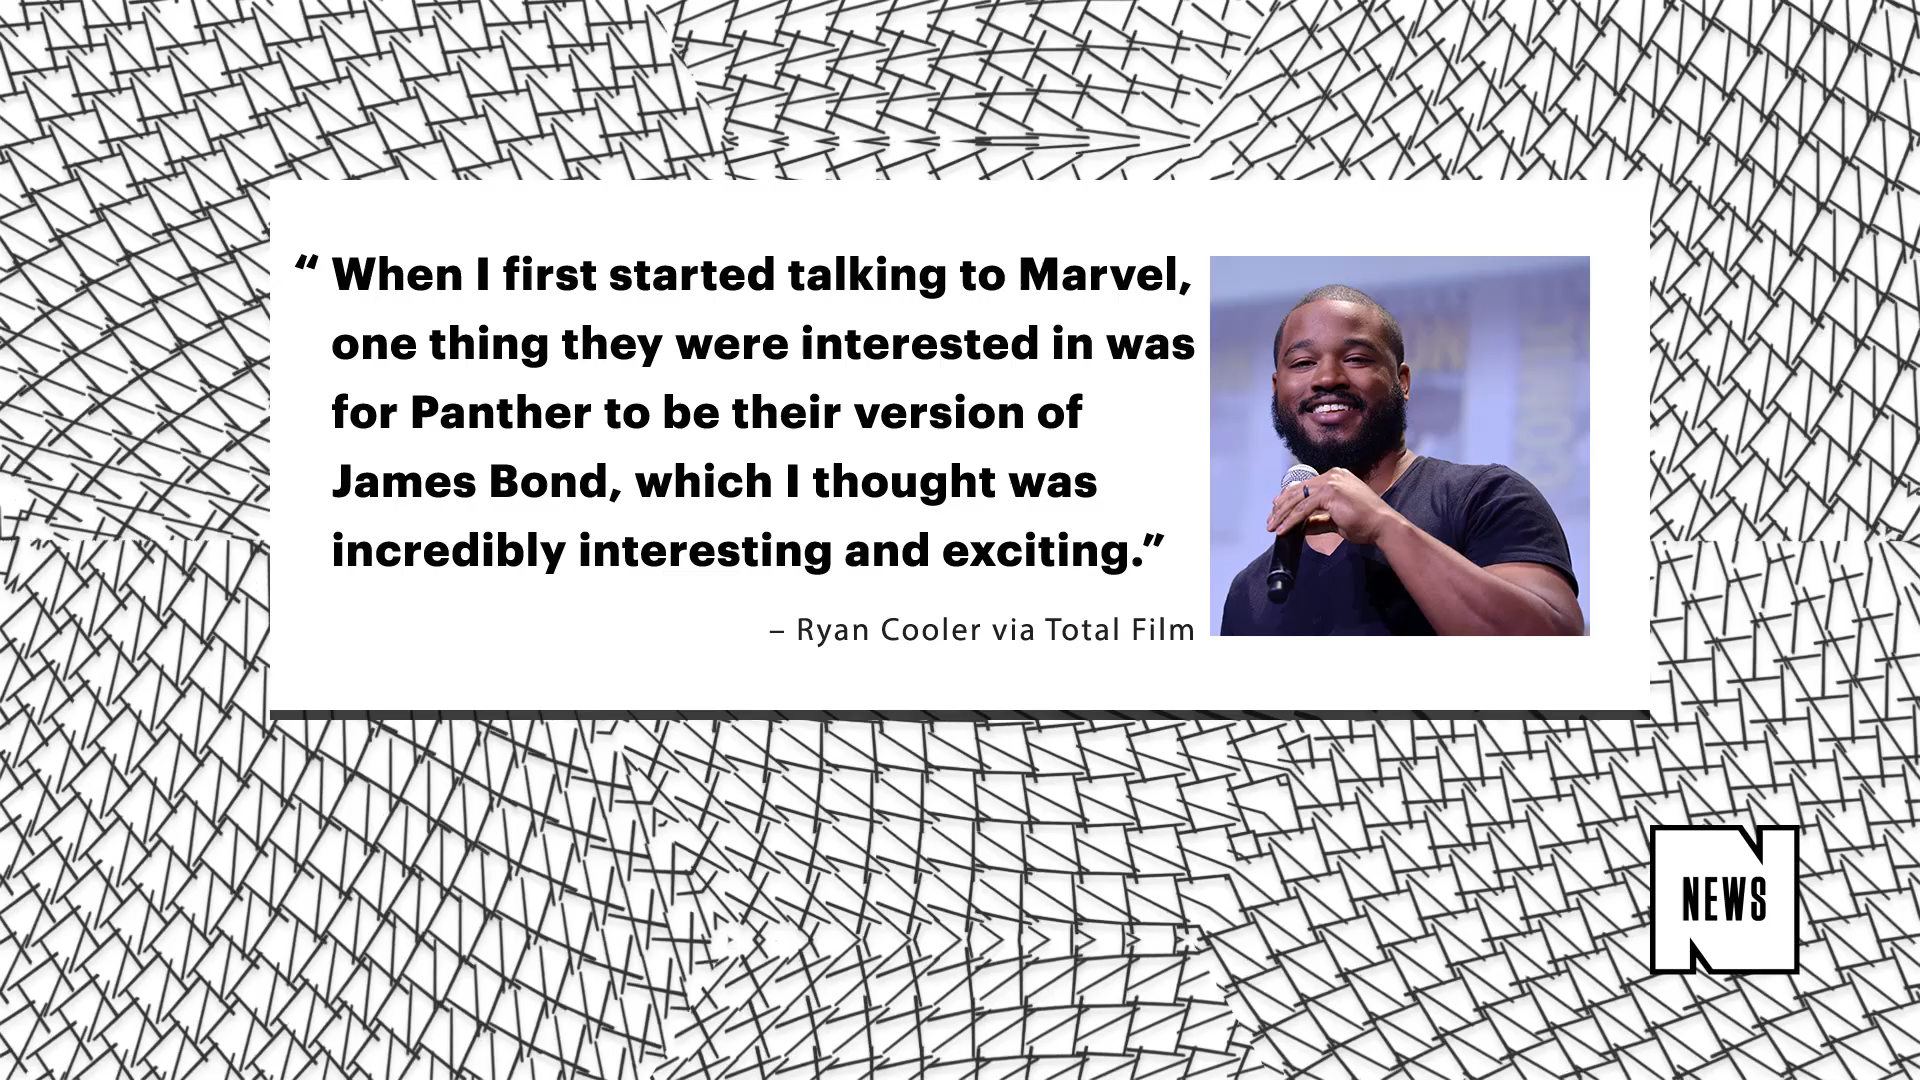 “ When I first started talking to Marvel,
one thing they were interested in was
for Panther to be their version of
James Bond, which I thought was
incredibly interesting and exciting.”
– Ryan Cooler via Total Film
NEWS